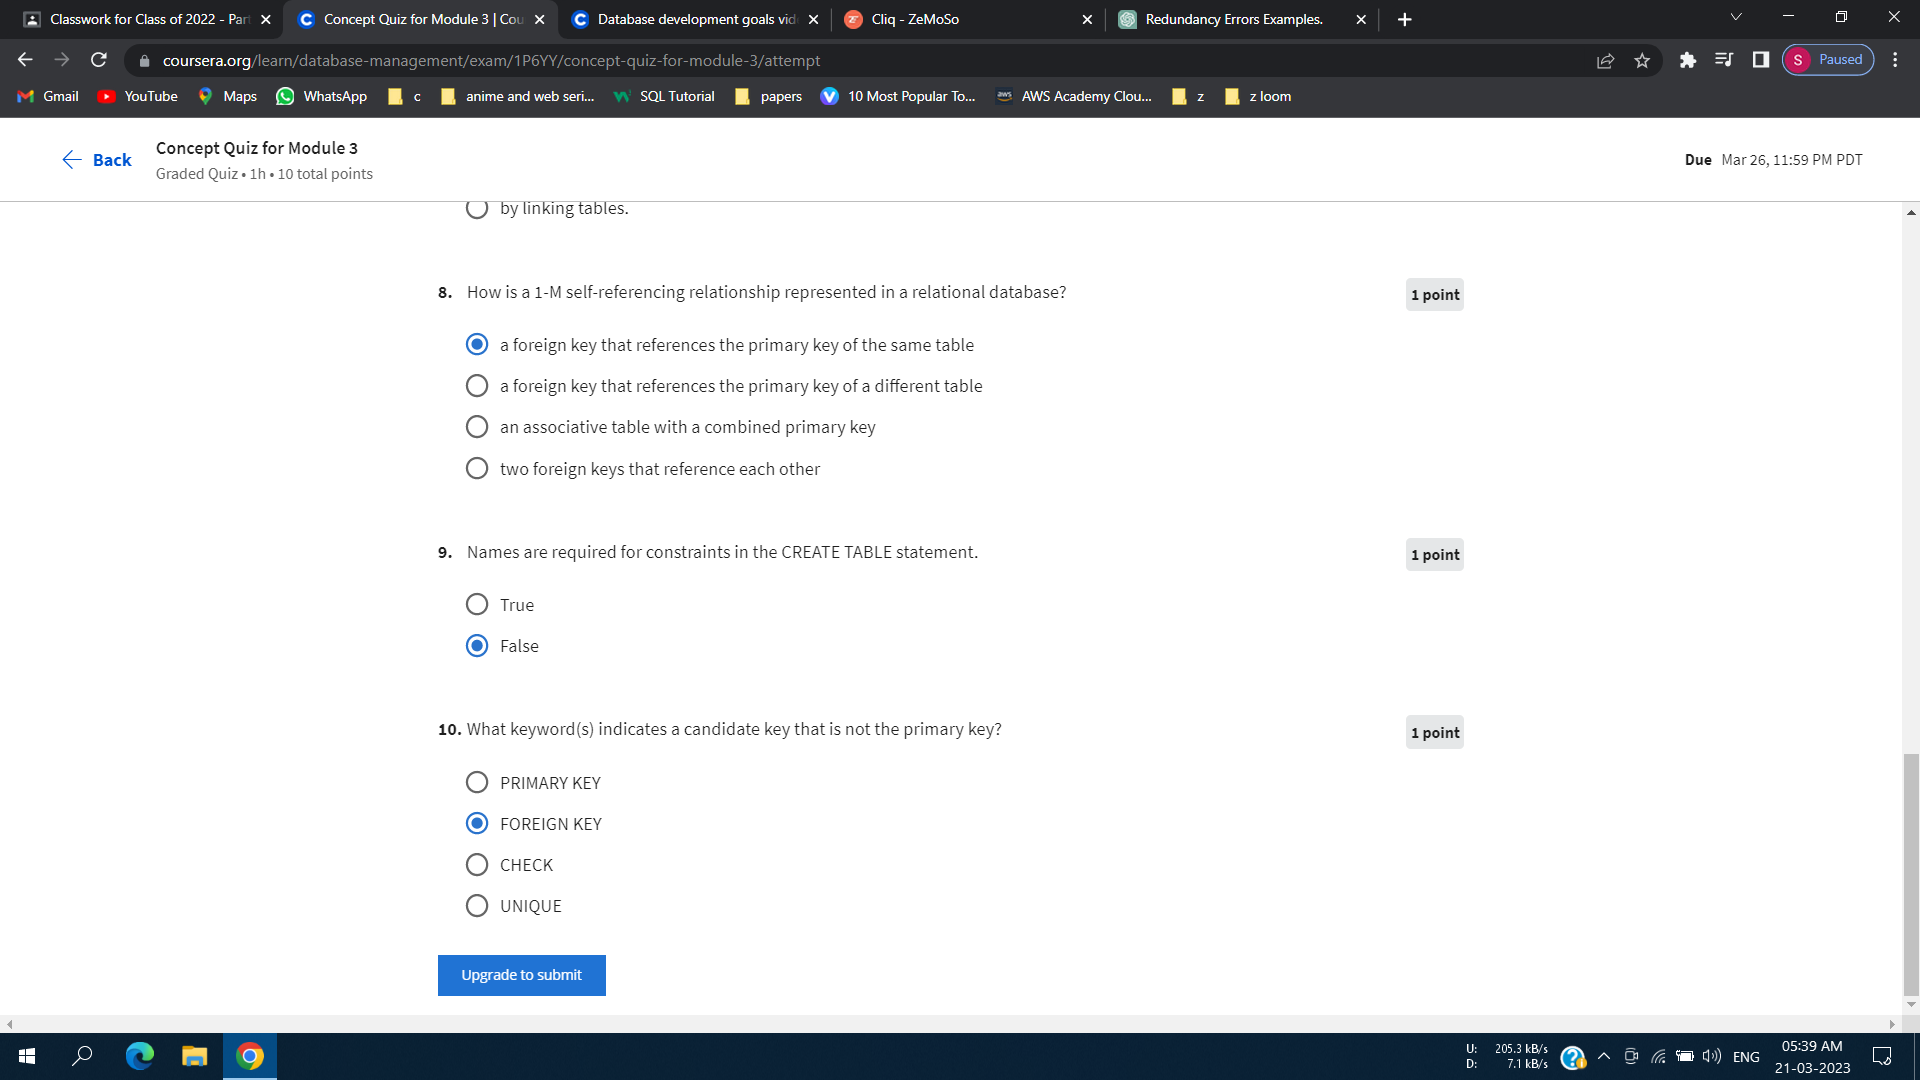 Classwork for Class of 2022 - Part
Concept Quiz for Module 3 | Cou
Database development goals vid
Cliq - ZeMoSo
Redundancy Errors Examples.
coursera.org/learn/database-management/exam/1P6YY/concept-quiz-for-module-3/attempt
S Paused
Gmail
YouTube
Maps
WhatsApp
c
anime and web seri...
SQL Tutorial
papers
10 Most Popular To...
aws
AWS Academy Clou...
z
z loom
Back
Concept Quiz for Module 3
Graded Quiz • 1h • 10 total points
Due Mar 26, 11:59 PM PDT
by linking tables.
8. How is a 1-M self-referencing relationship represented in a relational database?
1 point
a foreign key that references the primary key of the same table
a foreign key that references the primary key of a different table
an associative table with a combined primary key
two foreign keys that reference each other
9. Names are required for constraints in the CREATE TABLE statement.
1 point
True
False
10. What keyword(s) indicates a candidate key that is not the primary key?
1 point
PRIMARY KEY
FOREIGN KEY
CHECK
UNIQUE
Upgrade to submit
U: 205.3 kB/s
D: 7.1 kB/s
ENG
05:39 AM
21-03-2023